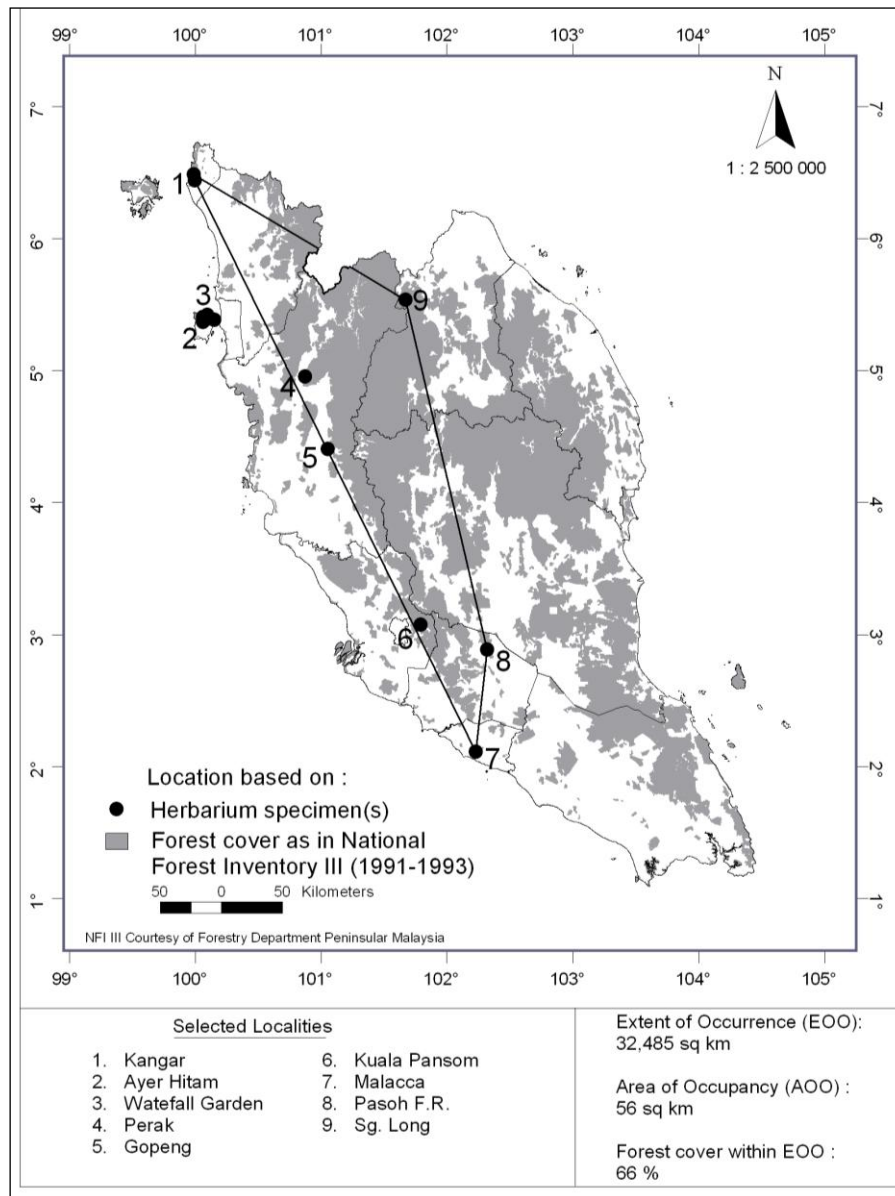 99° 100° 101° 102° 103° 104° 105°
N
1 : 2 500 000
7° 7°
6° 6°
5° 5°
4° 4°
3° 3°
2° 2°
1° 1°
1
9
3
2
4
5
6
8
7
Location based on :
Herbarium specimen(s)
Forest cover as in National
Forest Inventory III (1991-1993)
50 0 50 Kilometers
NFI III Courtesy of Forestry Department Peninsular Malaysia
99° 100° 101° 102° 103° 104° 105°
Selected Localities
1. Kangar
2. Ayer Hitam
3. Watefall Garden
4. Perak
5. Gopeng
6. Kuala Pansom
7. Malacca
8. Pasoh F.R.
9. Sg. Long
Extent of Occurrence (EOO):
32,485 sq km
Area of Occupancy (AOO) :
56 sq km
Forest cover within EOO :
66 %